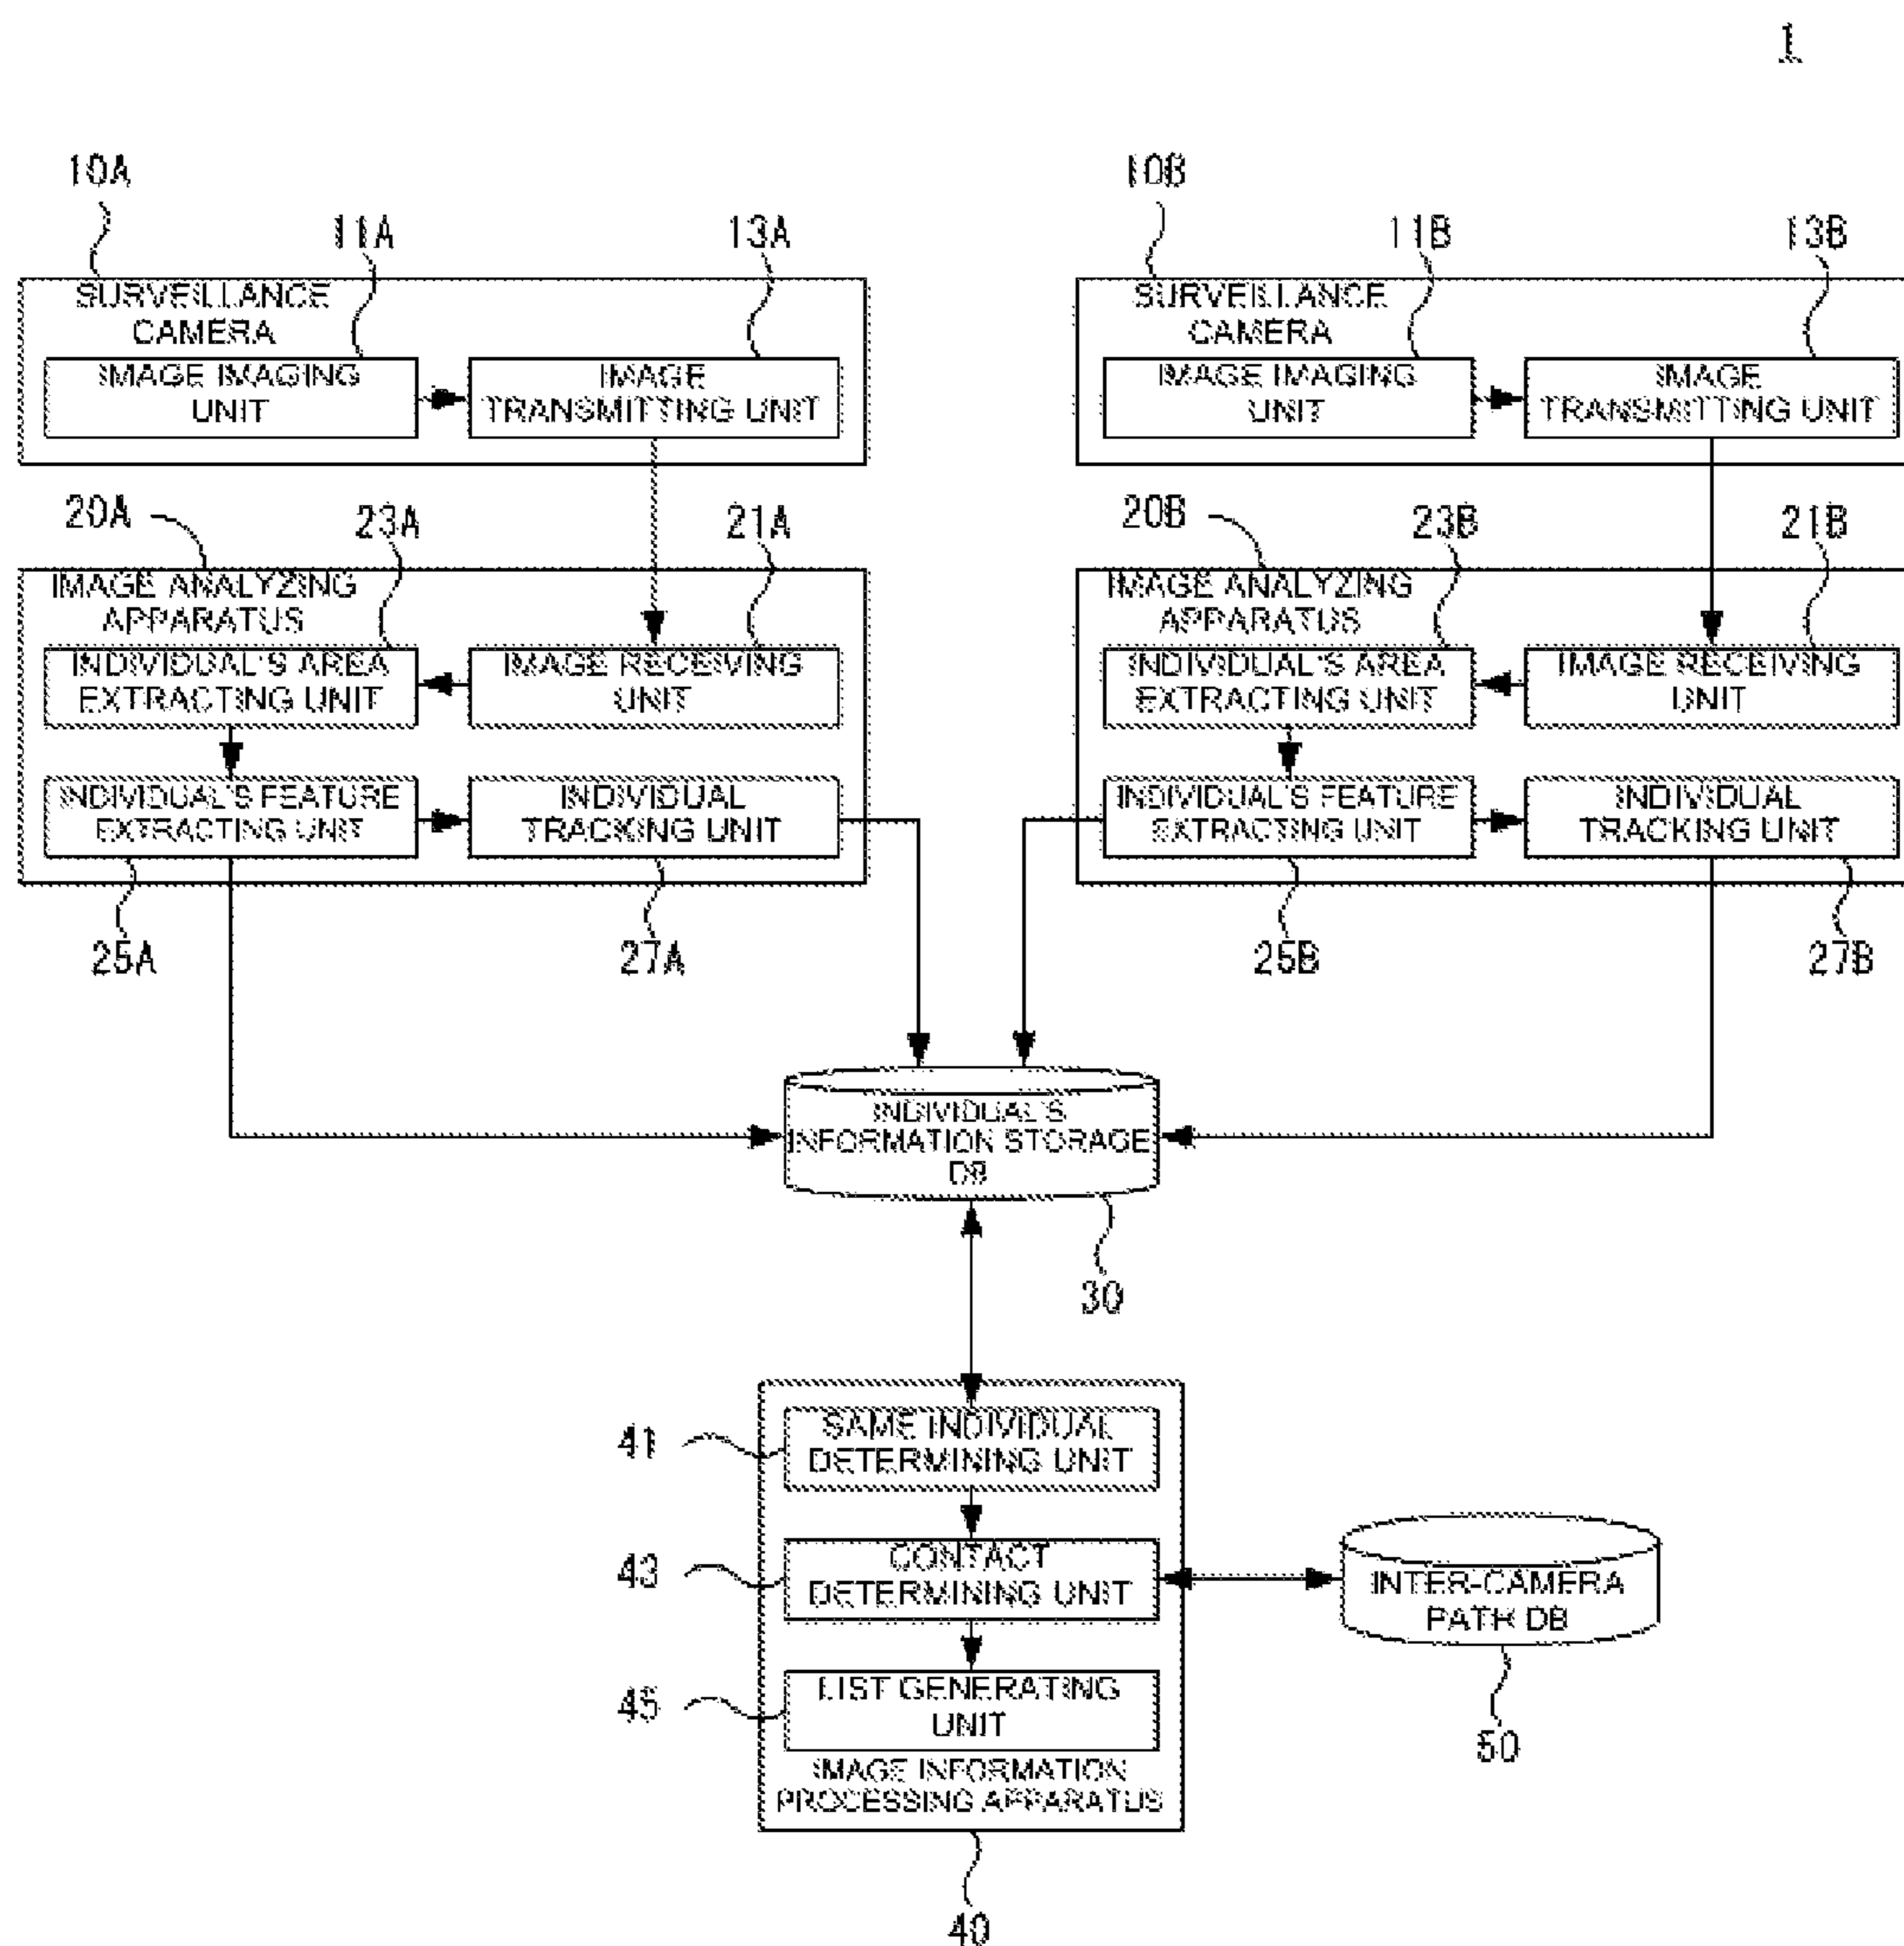 1
10A
10B
11A
13A
11B
13B
SURVEILLANCE
CAMERA
IMAGE IMAGING
UNIT
IMAGE
TRANSMITTING UNIT
SURVEILLANCE
CAMERA
IMAGE IMAGING
UNIT
IMAGE
TRANSMITTING UNIT
20A
23A
21A
20B
23B
21B
IMAGE ANALYZING
APPARATUS
INDIVIDUAL'S AREA
EXTRACTING UNIT
IMAGE RECEIVING
UNIT
INDIVIDUAL'S FEATURE
EXTRACTING UNIT
INDIVIDUAL
TRACKING UNIT
IMAGE ANALYZING
APPARATUS
INDIVIDUAL'S AREA
EXTRACTING UNIT
IMAGE RECEIVING
UNIT
INDIVIDUAL'S FEATURE
EXTRACTING UNIT
INDIVIDUAL
TRACKING UNIT
25A
27A
25B
27B
INDIVIDUAL'S
INFORMATION STORAGE
DB
30
41
SAME INDIVIDUAL
DETERMINING UNIT
43
CONTACT
DETERMINING UNIT
INTER-CAMERA
PATH DB
45
LIST GENERATING
UNIT
50
IMAGE INFORMATION
PROCESSING APPARATUS
40